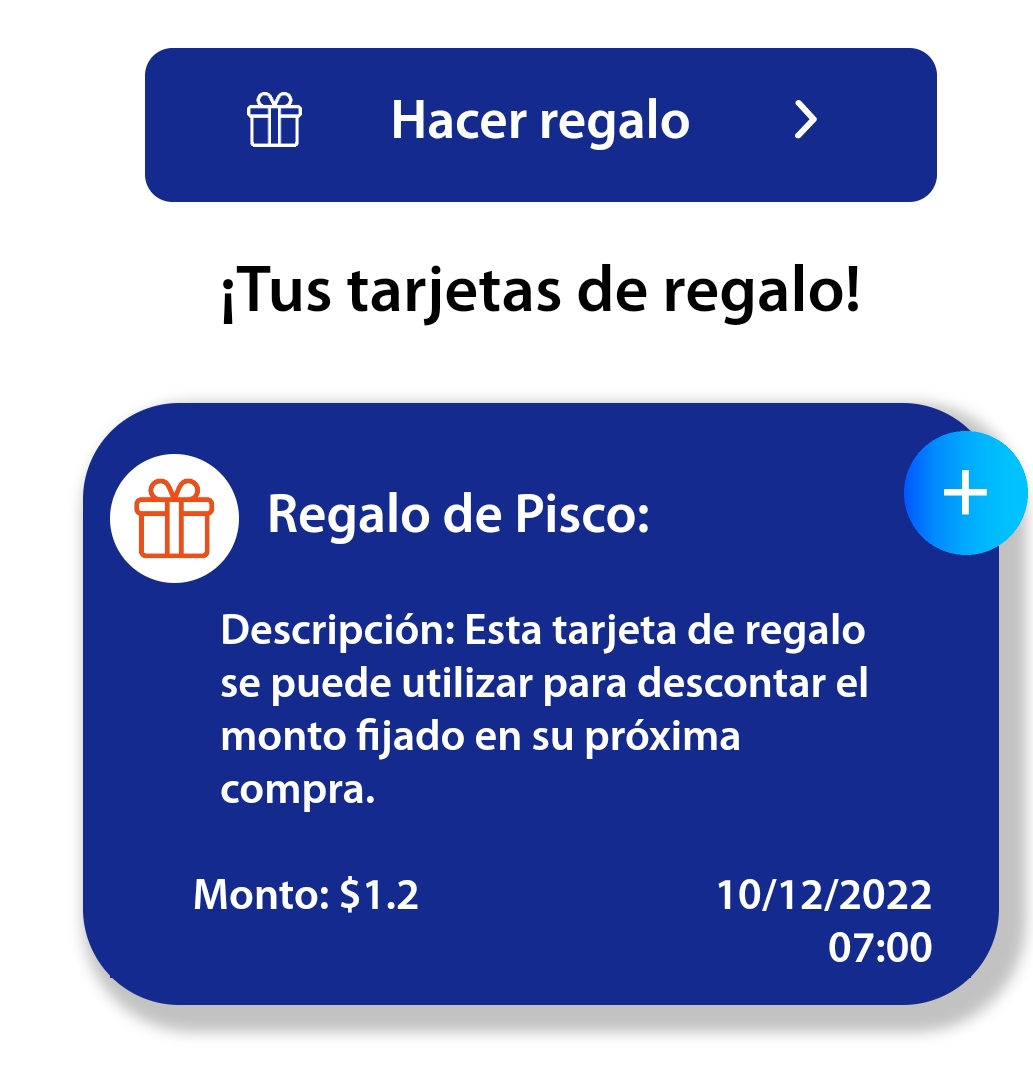 Hacer regalo
¡Tus tarjetas de regalo!
Regalo de Pisco:
Descripción: Esta tarjeta de regalo
se puede utilizar para descontar el
monto fijado en su próxima
compra.
Monto: $1.2
10/12/2022
07:00